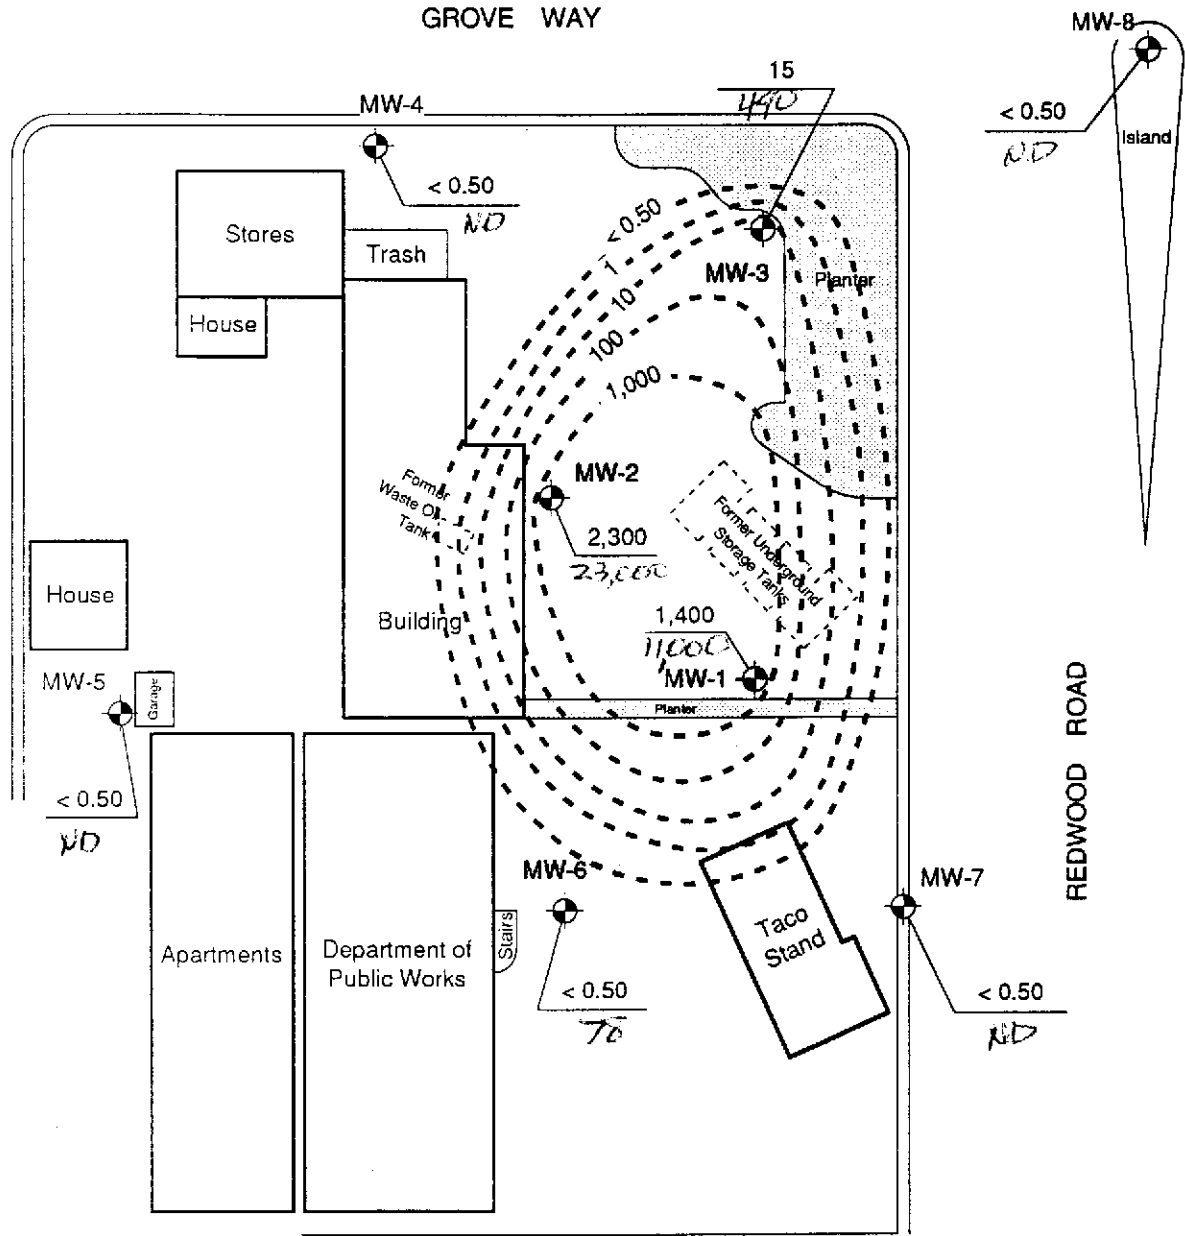 GROVE WAY
MW-8
15
490
MW-4
< 0.50
ND
Island
< 0.50
ND
Stores
Trash
House
< 0.50
1
10
100
1,000
MW-3
Planter
Former
Waste Oil
Tank
MW-2
2,300
23,000
Former Underground
Storage Tanks
House
Building
1,400
11,000
MW-1
Planter
MW-5
Garage
< 0.50
ND
REDWOOD ROAD
MW-6
MW-7
Apartments
Department of
Public Works
Stairs
Taco
Stand
< 0.50
70
< 0.50
ND